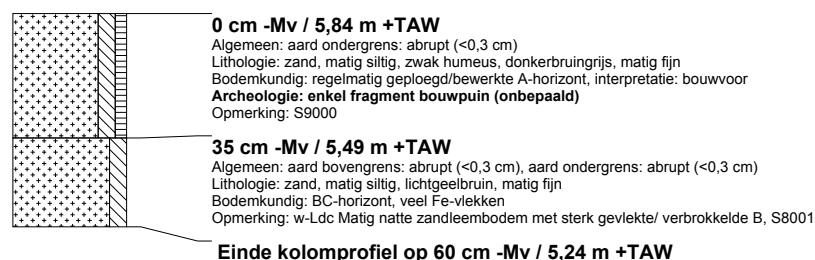 0 cm -Mv / 5,84 m +TAW
Algemeen: aard ondergrens: abrupt (<0,3 cm)
Lithologie: zand, matig siltig, zwak humeus, donkerbruingrijs, matig fijn
Bodemkundig: regelmatig geploegd/bewerkte A-horizont, interpretatie: bouwvoor
Archeologie: enkel fragment bouwpuin (onbepaald)
Opmerking: S9000
35 cm -Mv / 5,49 m +TAW
Algemeen: aard bovengrens: abrupt (<0,3 cm), aard ondergrens: abrupt (<0,3 cm)
Lithologie: zand, matig siltig, lichtgeelbruin, matig fijn
Bodemkundig: BC-horizont, veel Fe-vlekken
Opmerking: w-Ldc Matig natte zandleembodem met sterk gevlekte/ verbrokkelde B, S8001
Einde kolomprofiel op 60 cm -Mv / 5,24 m +TAW